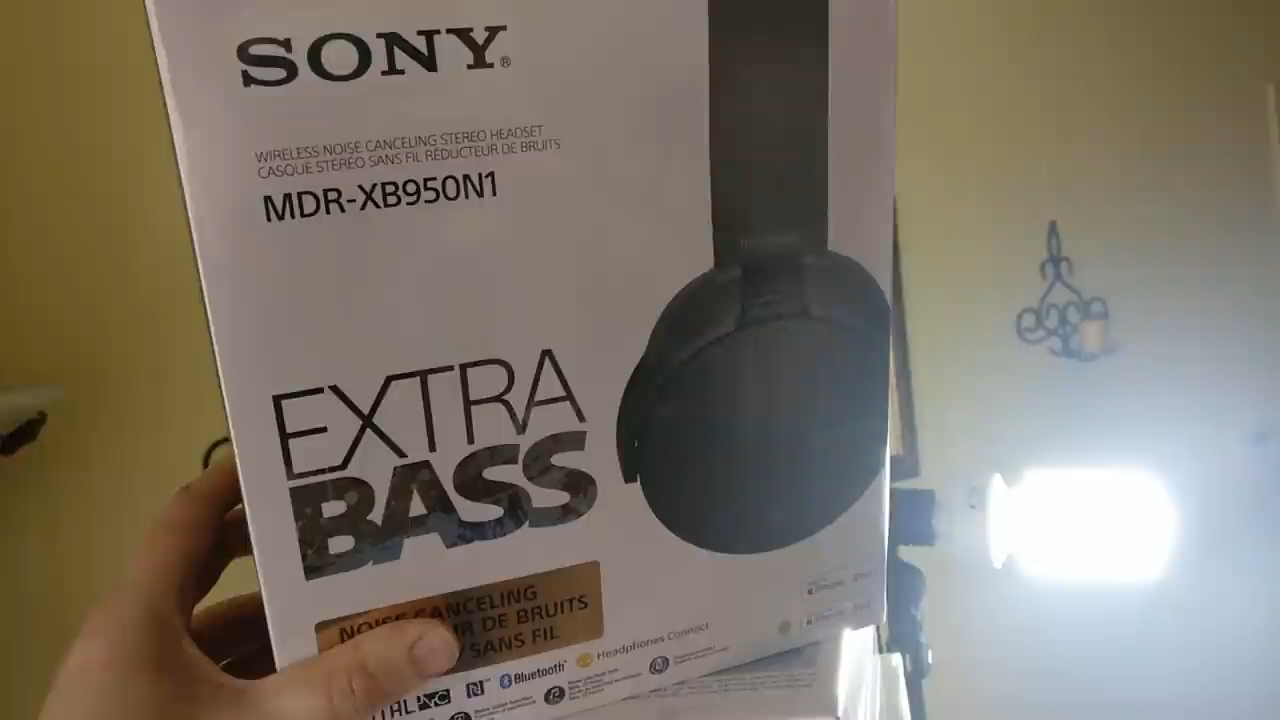 SONY®
WIRELESS NOISE CANCELING STEREO HEADSET
CASQUE STÉRÉO SANS FIL RÉDUCTEUR DE BRUITS
MDR-XB950N1
EXTRA
BASS
NOISE CANCELING
DE BRUITS
SANS FIL
Bluetooth
Headphones Connect